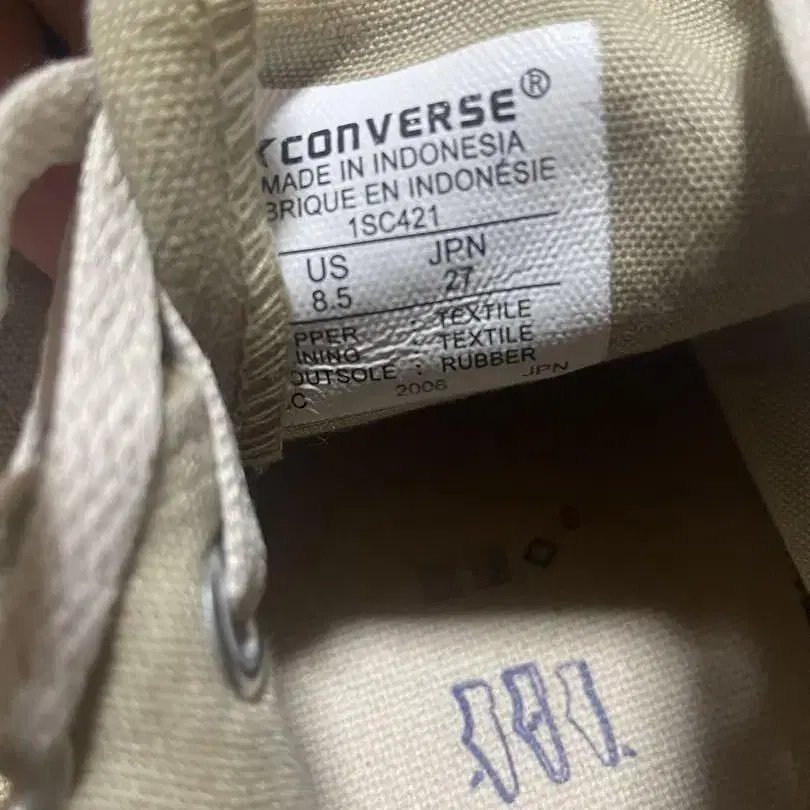 CONVERSE®
MADE IN INDONESIA
BRIQUE EN INDONÉSIE
1SC421
US JPN
8.5 27
PPER : TEXTILE
INING : TEXTILE
OUTSOLE : RUBBER
.C 2008 JPN